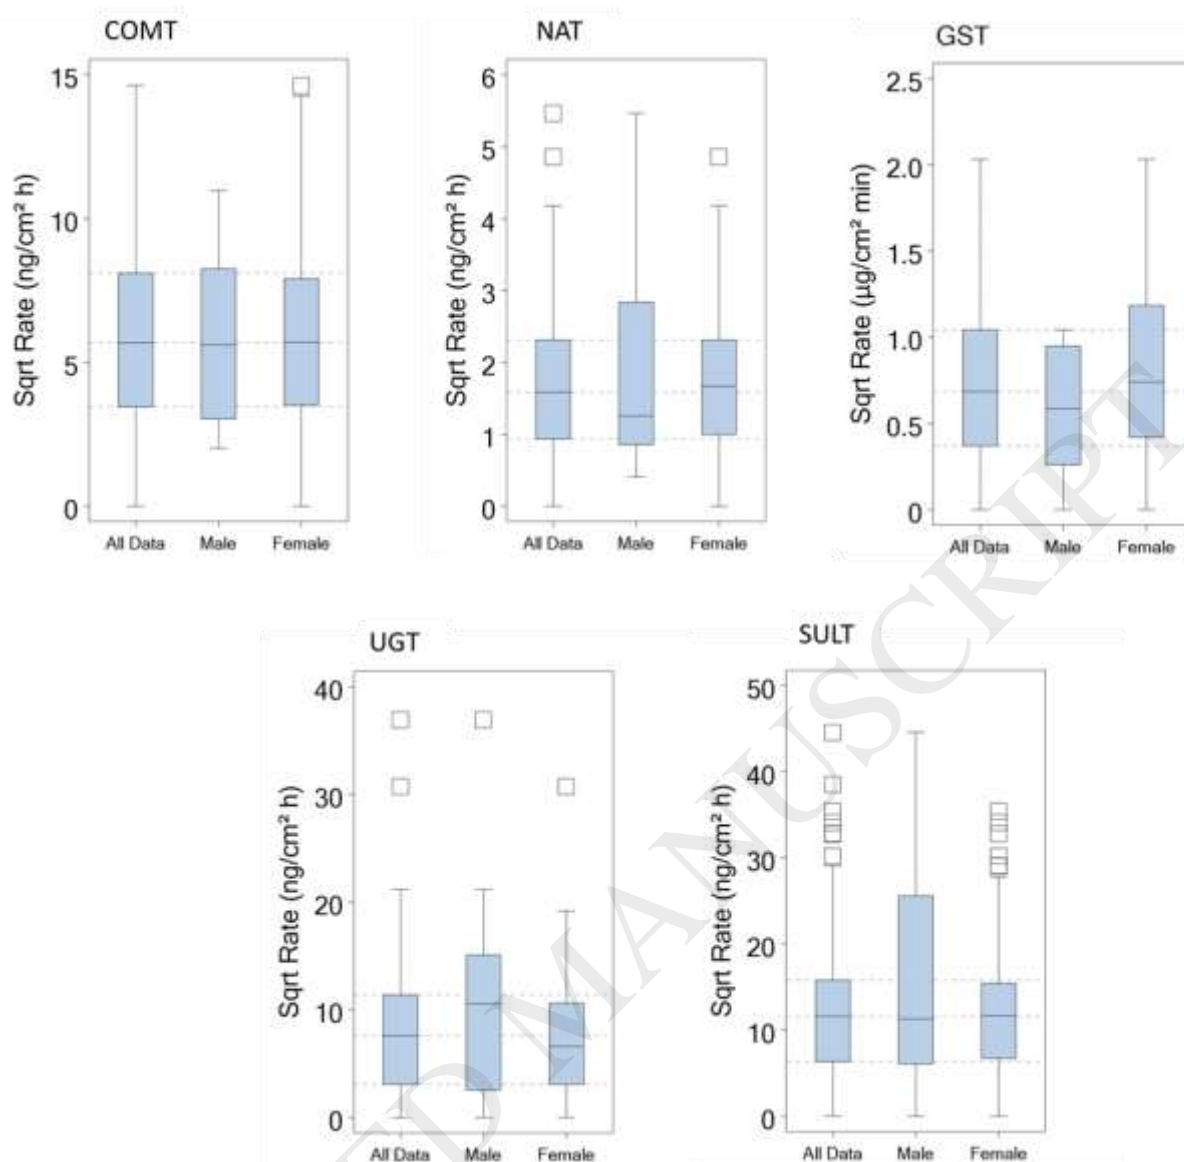 COMT
15
10
5
0
Sqrt Rate (ng/cm² h)
All Data Male Female
NAT
6
5
4
3
2
1
0
Sqrt Rate (ng/cm² h)
All Data Male Female
GST
2.5
2.0
1.5
1.0
0.5
0
Sqrt Rate (µg/cm² min)
All Data Male Female
UGT
40
30
20
10
0
Sqrt Rate (ng/cm² h)
All Data Male Female
SULT
50
40
30
20
10
0
Sqrt Rate (ng/cm² h)
All Data Male Female
ED MANUSCRIPT